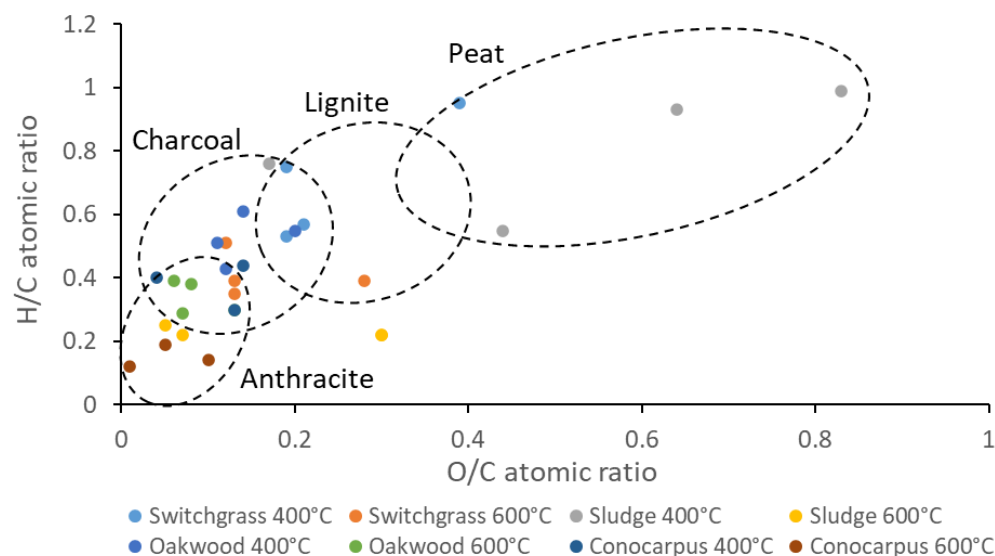 1.2
1
0.8
0.6
0.4
0.2
0
H/C atomic ratio
Peat
Lignite
Charcoal
Anthracite
0 0.2 0.4 0.6 0.8 1
O/C atomic ratio
Switchgrass 400°C Switchgrass 600°C Sludge 400°C Sludge 600°C
Oakwood 400°C Oakwood 600°C Conocarpus 400°C Conocarpus 600°C